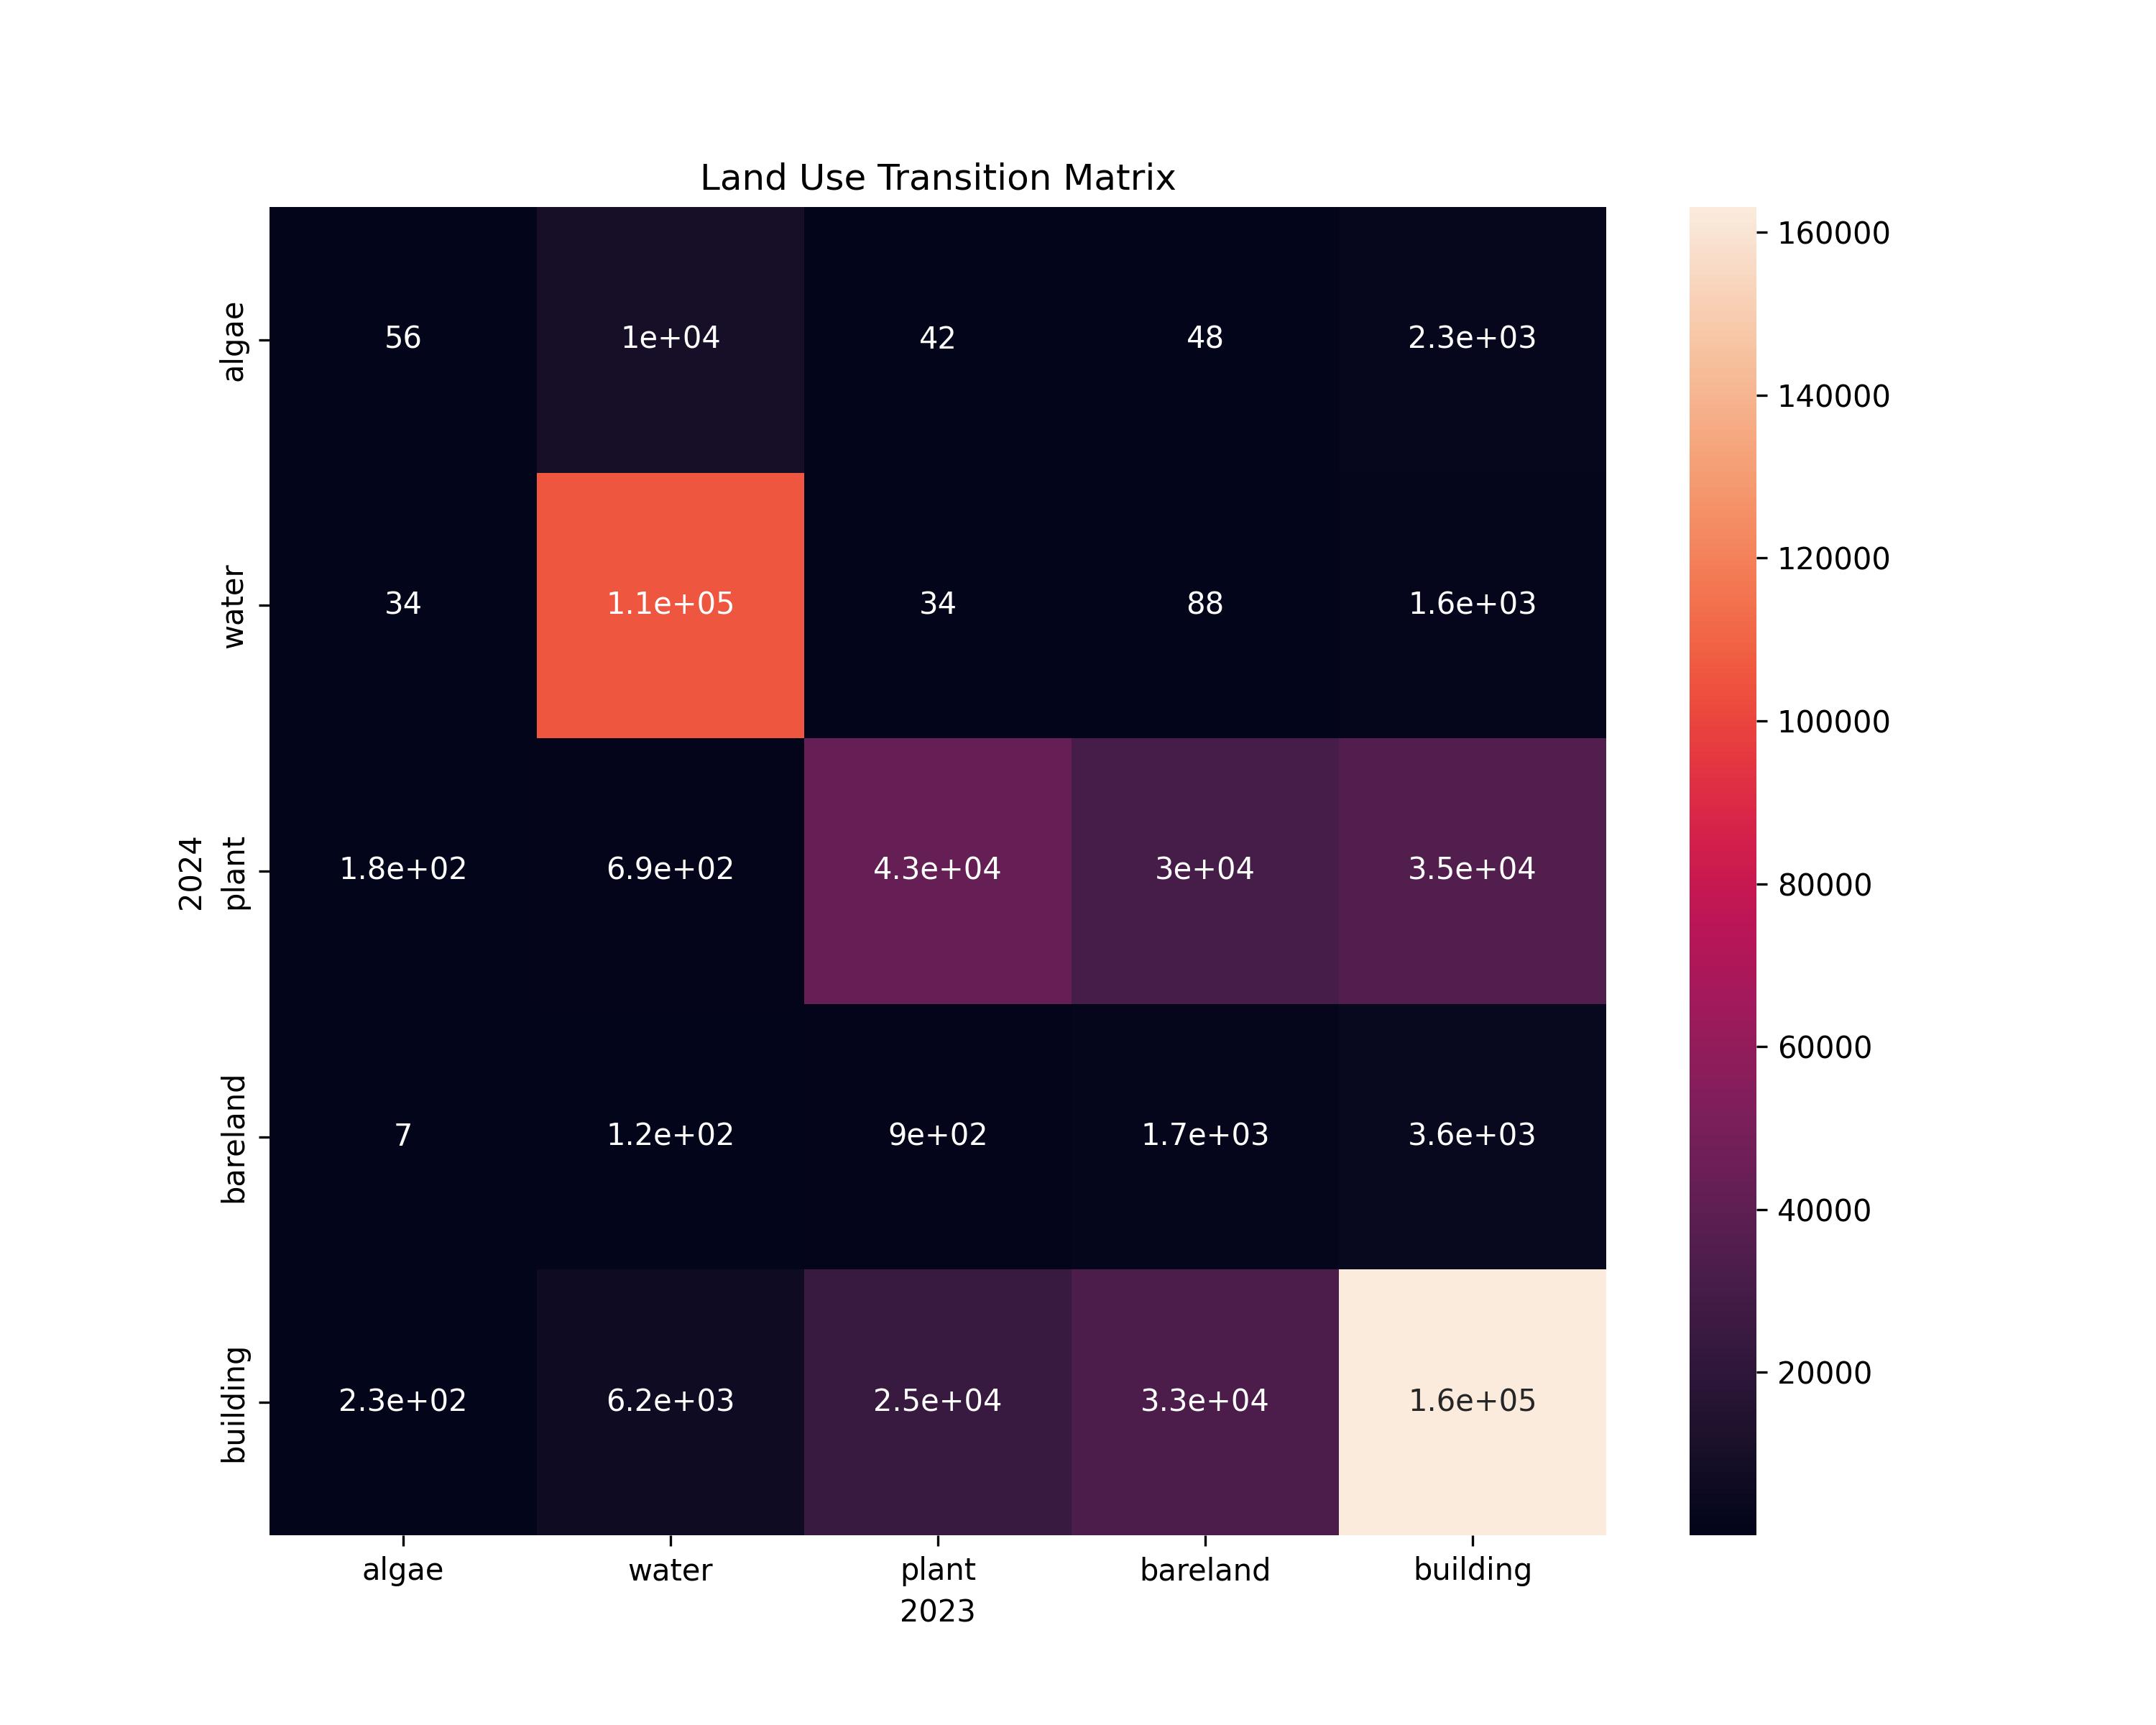 Land Use Transition Matrix
algae 56 1e+04 42 48 2.3e+03
water 34 1.1e+05 34 88 1.6e+03
2024
plant 1.8e+02 6.9e+02 4.3e+04 3e+04 3.5e+04
bareland 7 1.2e+02 9e+02 1.7e+03 3.6e+03
building 2.3e+02 6.2e+03 2.5e+04 3.3e+04 1.6e+05
algae water plant bareland building
2023
160000
140000
120000
100000
80000
60000
40000
20000